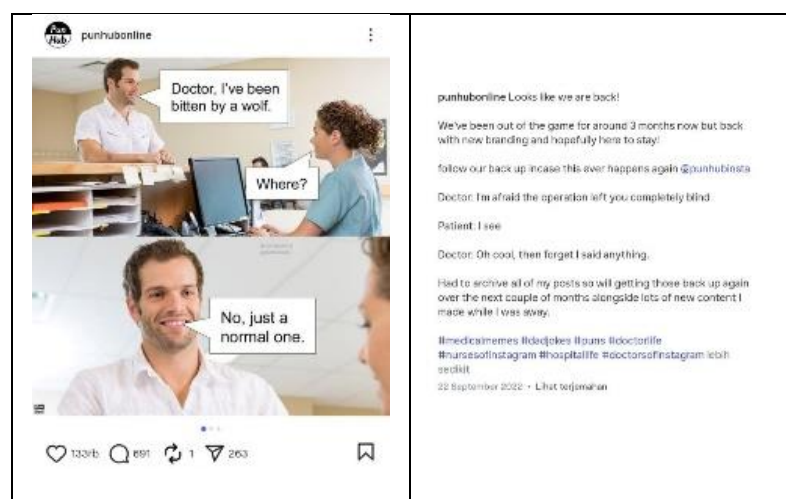 Pun
Hub
punhubonline
Doctor, I've been
bitten by a wolf.
Where?
No, just a
normal one.
133rb 891 1 263
punhubonline Looks like we are back!
We've been out of the game for around 3 months now but back
with new branding and hopefully here to stay!
follow our back up incase this ever happens again @punhubinsta
Doctor: I'm afraid the operation left you completely blind
Patient: I see
Doctor: Oh cool, then forget I said anything.
Had to archive all of my posts so will getting those back up again
over the next couple of months alongside lots of new content I
made while I was away.
#medicalmemes #dadjokes #puns #doctorlife
#nursesofinstagram #hospitallife #doctorsofinstagram lebih
sedikit
22 September 2022 • Lihat terjemahan